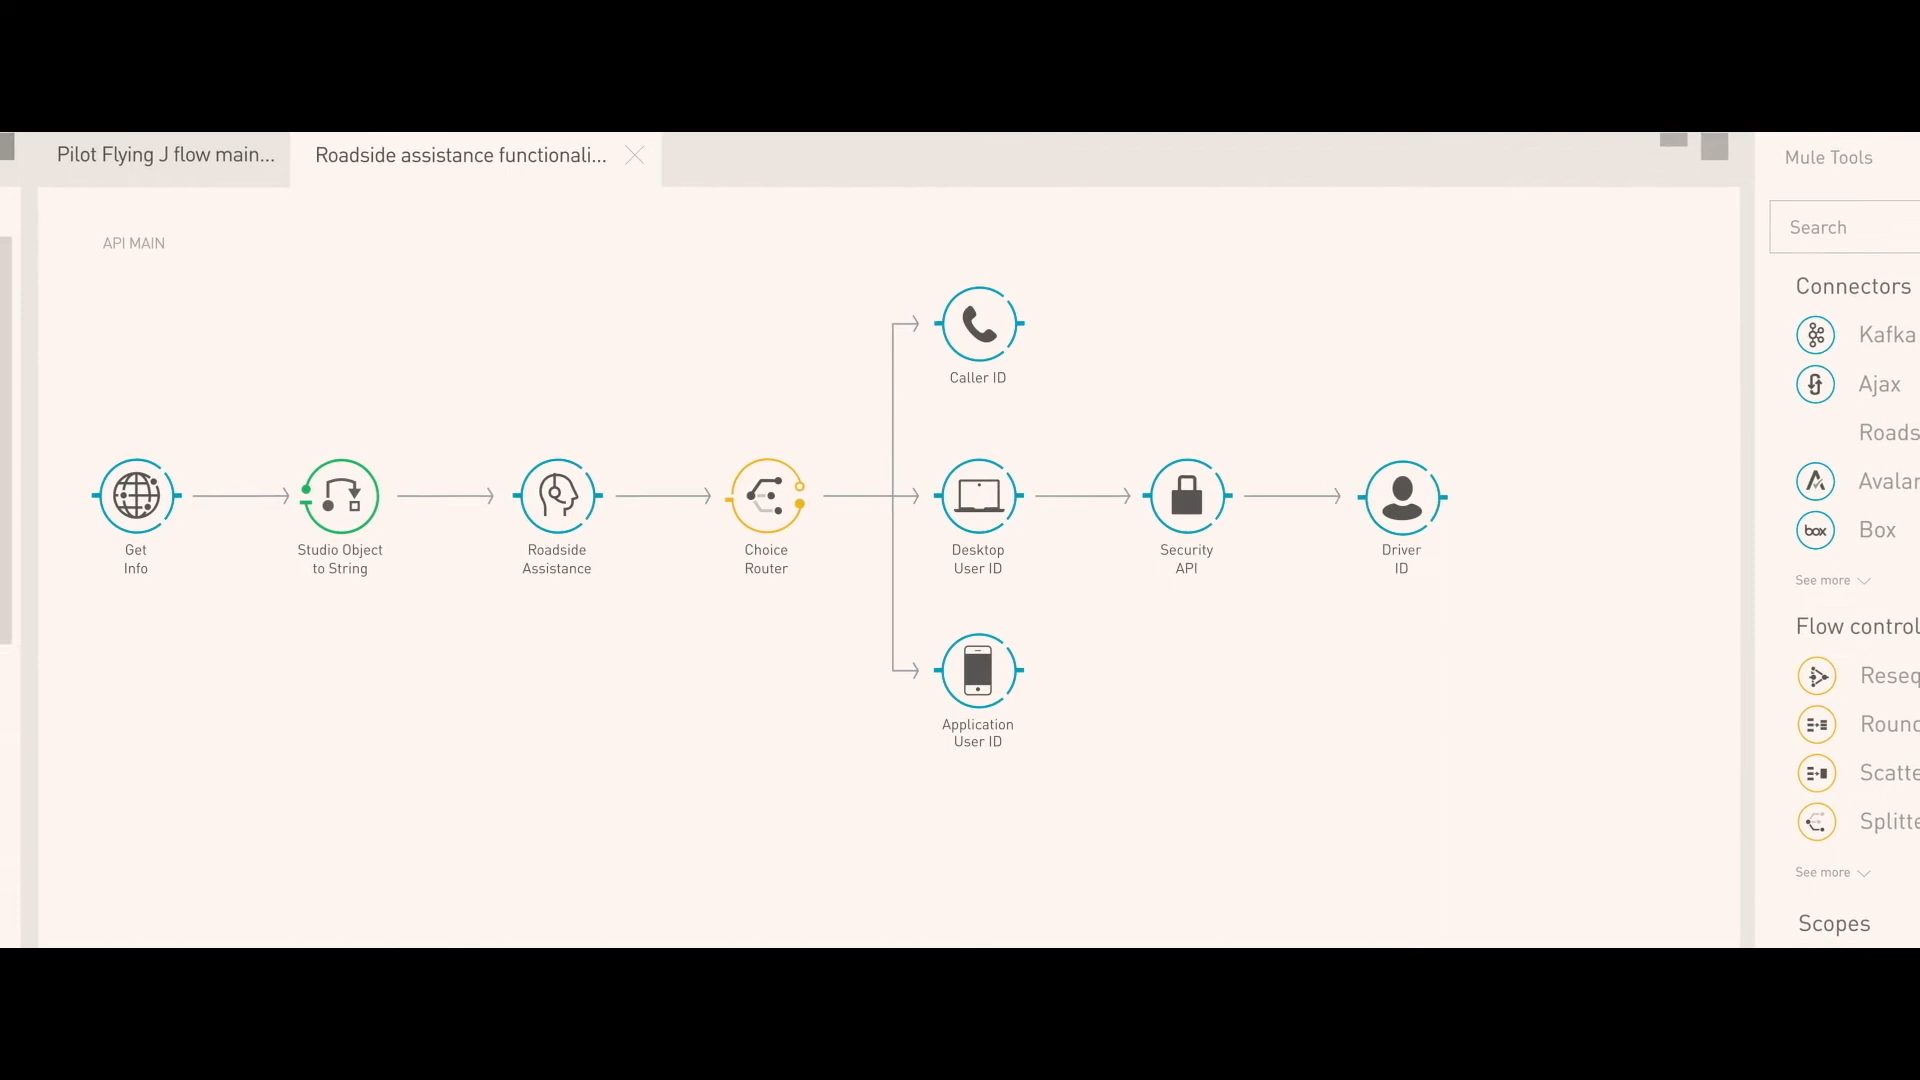 Pilot Flying J flow main...
Roadside assistance functionali...
Mule Tools
API MAIN
Search
Connectors
Kafka
Ajax
Roads
Avalar
box
Box
See more
Flow control
Reseq
Round
Scatte
Splitte
See more
Scopes
Caller ID
Get
Info
Studio Object
to String
Roadside
Assistance
Choice
Router
Desktop
User ID
Security
API
Driver
ID
Application
User ID